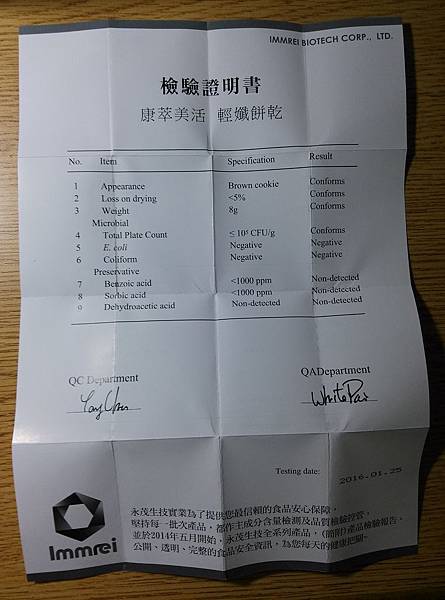 IMMREI BIOTECH CORP., LTD.
檢驗證明書
康萃美活 輕孅餅乾
No. Item Specification Result
1 Appearance Brown cookie Conforms
2 Loss on drying <5% Conforms
3 Weight 8g Conforms
Microbial
4 Total Plate Count ≤ 10⁵ CFU/g Conforms
5 E. coli Negative Negative
6 Coliform Negative Negative
Preservative
7 Benzoic acid <1000 ppm Non-detected
8 Sorbic acid <1000 ppm Non-detected
9 Dehydroacetic acid Non-detected Non-detected
QC Department QADepartment
Testing date: 2016.01.25
永茂生技實業為了提供您最信賴的食品安心保障，
堅持每一批次產品，都作主成分含量檢測及品質檢驗控管，
並於2014年五月開始，永茂生技全系列產品，(簡附)產品檢驗報告。
公開、透明、完整的食品安全資訊，為您每天的健康把關~
Immrei